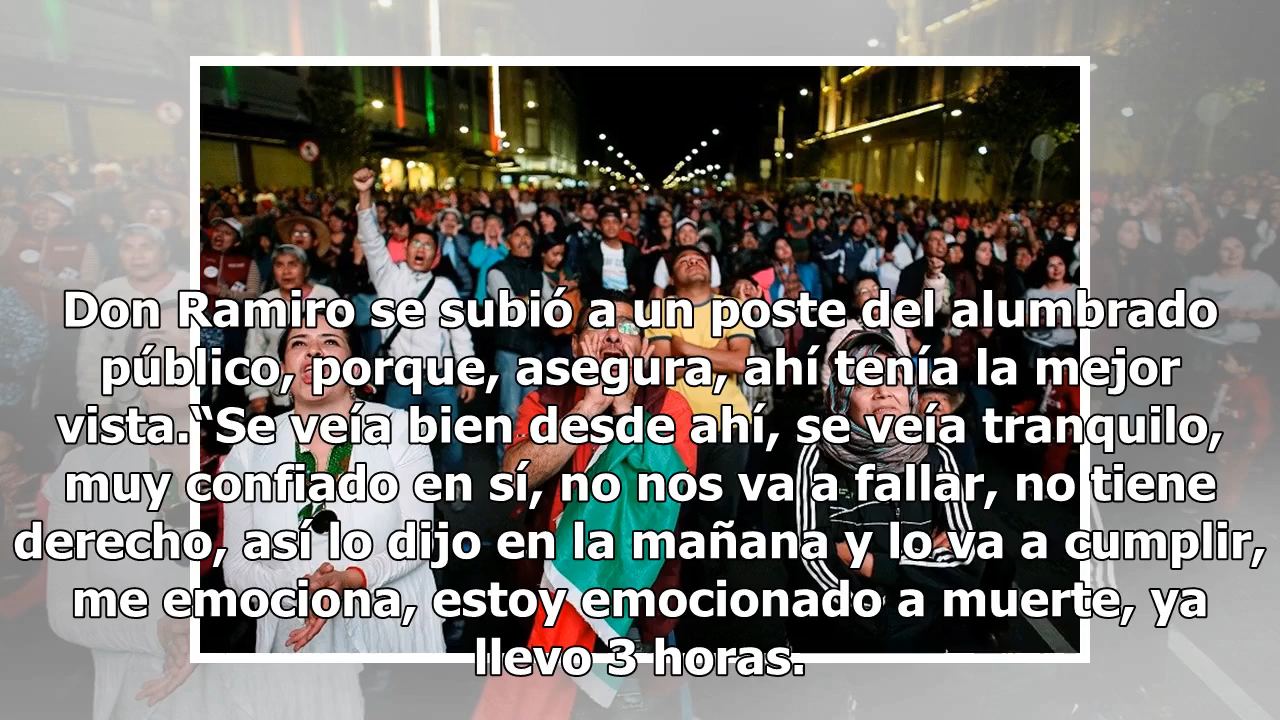 Don Ramiro se subió a un poste del alumbrado
público, porque, asegura, ahí tenía la mejor
vista.“Se veía bien desde ahí, se veía tranquilo,
muy confiado en sí, no nos va a fallar, no tiene
derecho, así lo dijo en la mañana y lo va a cumplir,
me emociona, estoy emocionado a muerte, ya
llevo 3 horas.